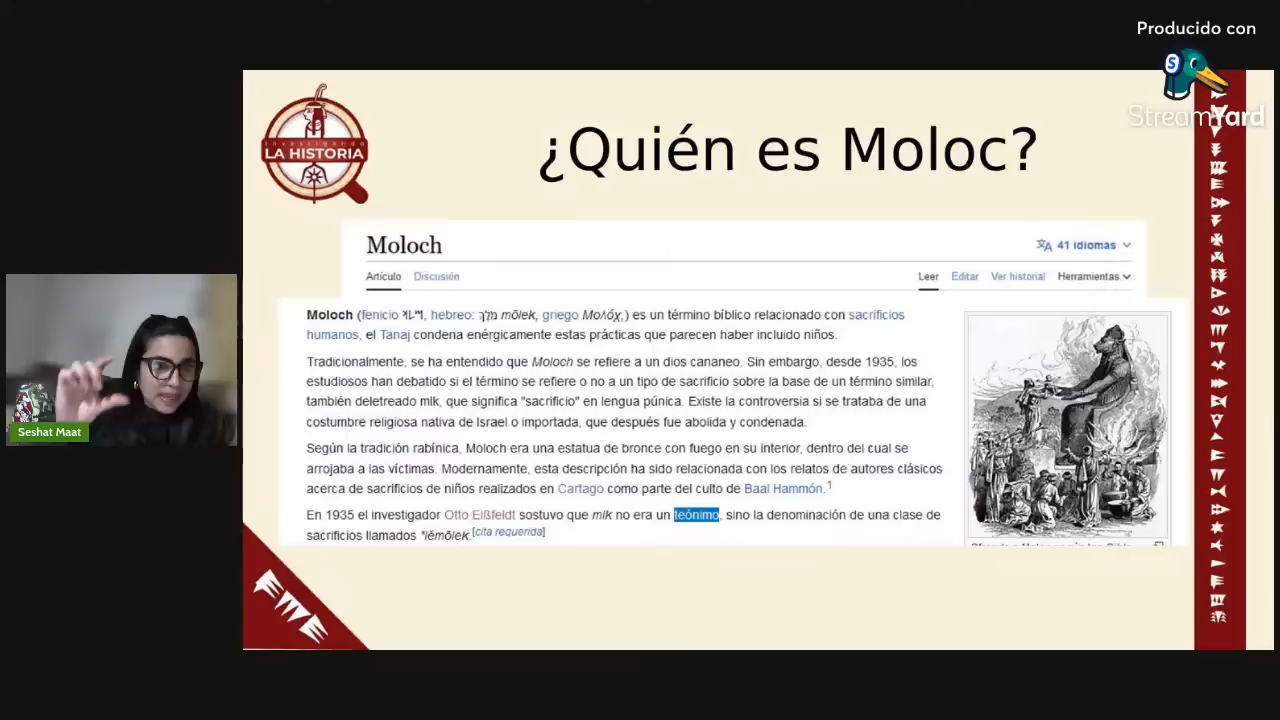 Producido con
StreamYard
Investigando
LA HISTORIA
¿Quién es Moloc?
Moloch
41 idiomas
Artículo Discusión
Leer Editar Ver historial Herramientas
Moloch (fenicio 𐤌𐤋𐤊, hebreo: מֹלֶךְ mōlek, griego Μολόχ,) es un término bíblico relacionado con sacrificios
humanos, el Tanaj condena enérgicamente estas prácticas que parecen haber incluido niños.
Tradicionalmente, se ha entendido que Moloch se refiere a un dios cananeo. Sin embargo, desde 1935, los
estudiosos han debatido si el término se refiere o no a un tipo de sacrificio sobre la base de un término similar,
también deletreado mlk, que significa "sacrificio" en lengua púnica. Existe la controversia si se trataba de una
costumbre religiosa nativa de Israel o importada, que después fue abolida y condenada.
Según la tradición rabínica, Moloch era una estatua de bronce con fuego en su interior, dentro del cual se
arrojaba a las víctimas. Modernamente, esta descripción ha sido relacionada con los relatos de autores clásicos
acerca de sacrificios de niños realizados en Cartago como parte del culto de Baal Hammón.1
En 1935 el investigador Otto Eißfeldt sostuvo que mlk no era un teónimo, sino la denominación de una clase de
sacrificios llamados *lĕmōlek.[cita requerida]
Seshat Maat